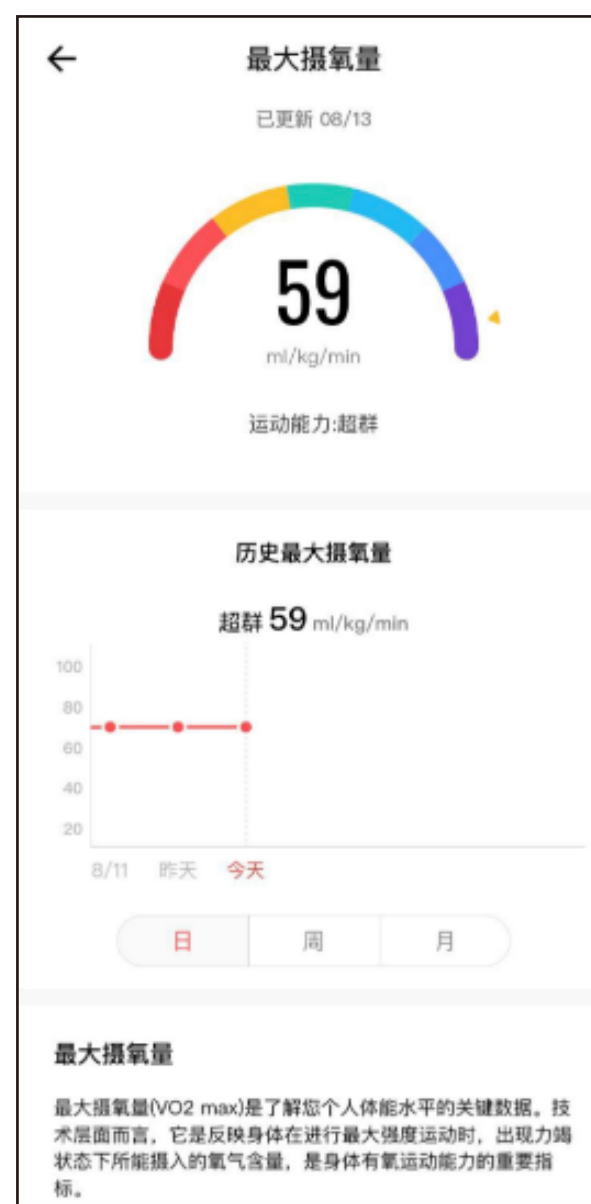 最大摄氧量
已更新 08/13
59
ml/kg/min
运动能力:超群
历史最大摄氧量
超群 59 ml/kg/min
100
80
60
40
20
8/11 昨天 今天
日 周 月
最大摄氧量
最大摄氧量(VO2 max)是了解您个人体能水平的关键数据。技
术层面而言，它是反映身体在进行最大强度运动时，出现力竭
状态下所能摄入的氧气含量，是身体有氧运动能力的重要指
标。